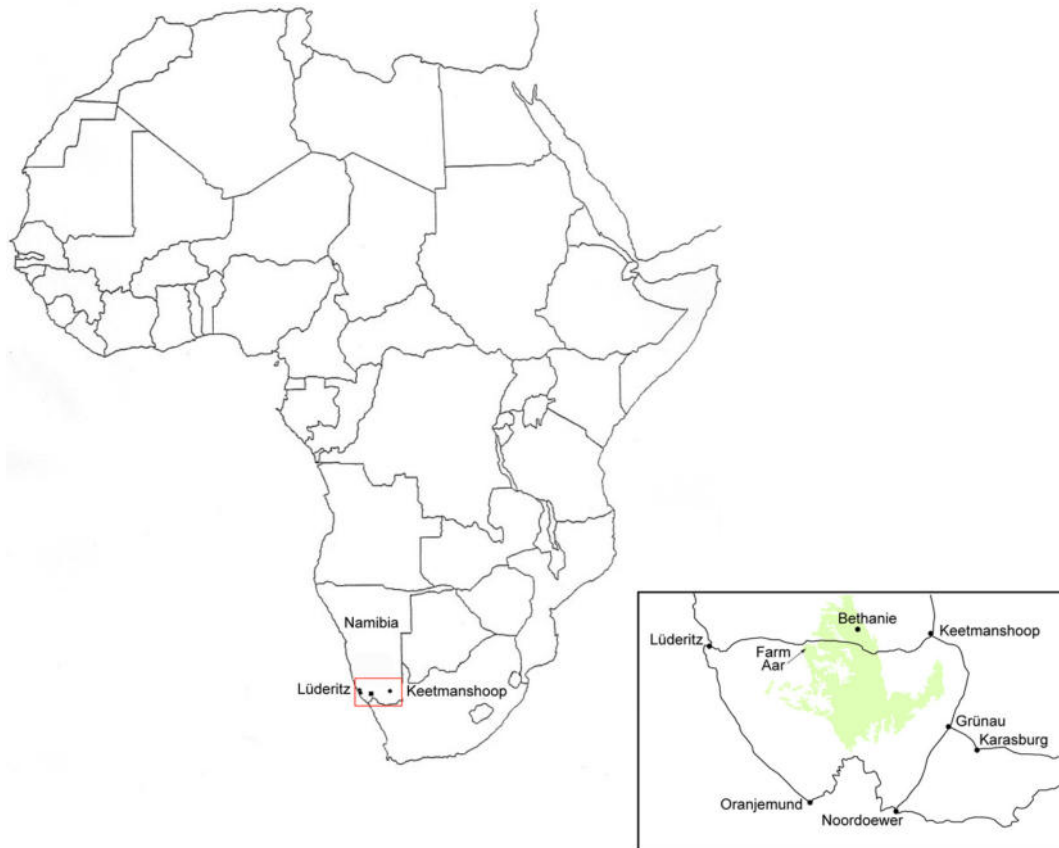 Namibia
Lüderitz
Keetmanshoop
Bethanie
Lüderitz
Keetmanshoop
Farm
Aar
Grünau
Karasburg
Oranjemund
Noordoewer